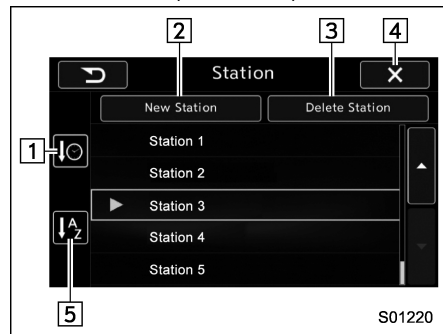 2 3 4
Station
New Station Delete Station
Station 1
1
Station 2
Station 3
A
Z
Station 4
Station 5
5
S01220